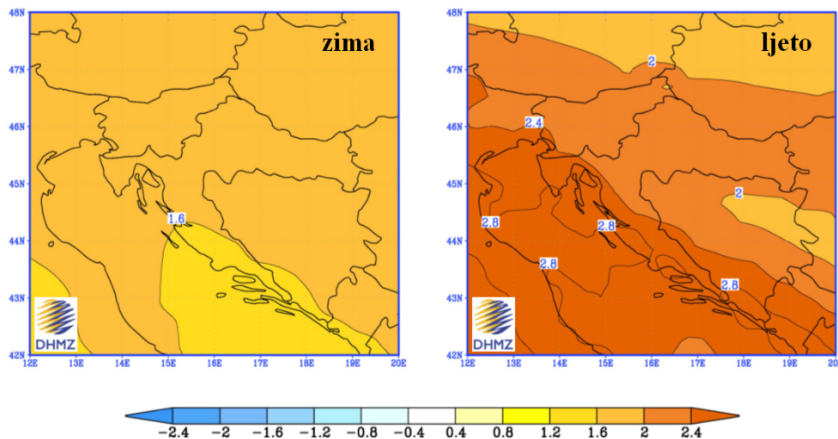 zima
48N
47N
46N
45N
44N
43N
42N
1.6
DHMZ
12E 13E 14E 15E 16E 17E 18E 19E 20E
ljeto
48N
47N
46N
45N
44N
43N
42N
2
2.4
2
2.8
2.8
2.8
2.8
DHMZ
12E 13E 14E 15E 16E 17E 18E 19E 20E
-2.4 -2 -1.6 -1.2 -0.8 -0.4 0.4 0.8 1.2 1.6 2 2.4